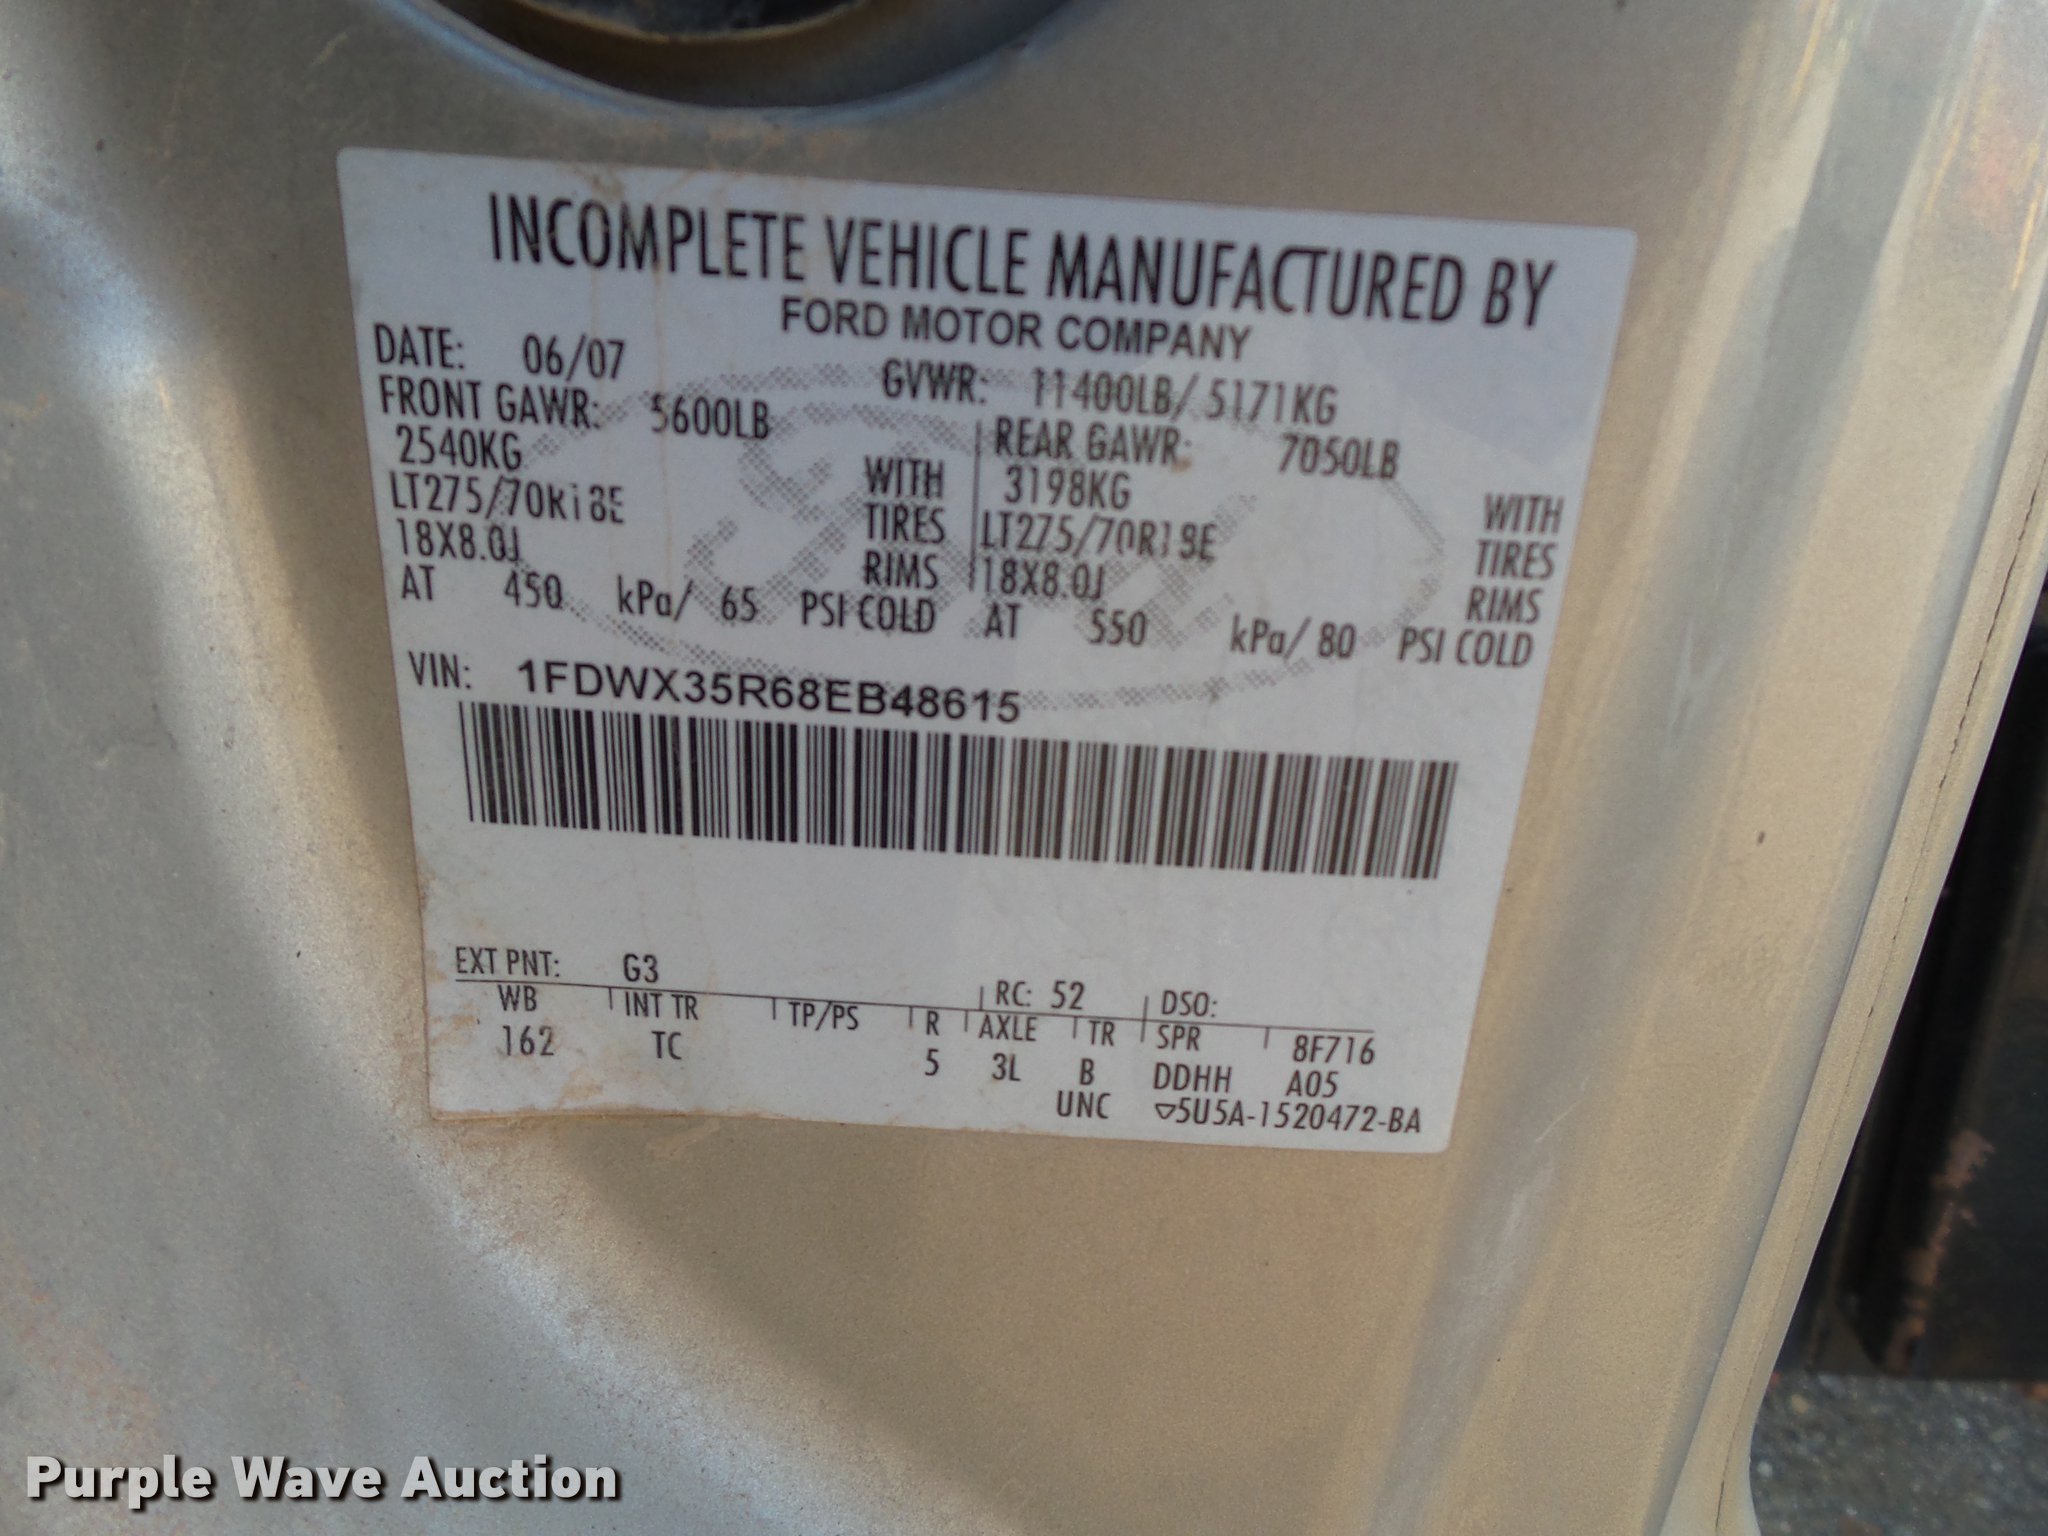 INCOMPLETE VEHICLE MANUFACTURED BY
FORD MOTOR COMPANY
DATE: 06/07 GVWR: 11400LB/ 5171KG
FRONT GAWR: 5600LB REAR GAWR: 7050LB
2540KG WITH 3198KG WITH
LT275/70R18E TIRES LT275/70R18E TIRES
18X8.0J RIMS 18X8.0J RIMS
AT 450 kPa/ 65 PSI COLD AT 550 kPa/ 80 PSI COLD
VIN: 1FDWX35R68EB48615
EXT PNT: G3 RC: 52 DSO:
WB INT TR TP/PS R AXLE TR SPR 8F716
162 TC 5 3L B DDHH A05
UNC ▽5U5A-1520472-BA
Purple Wave Auction